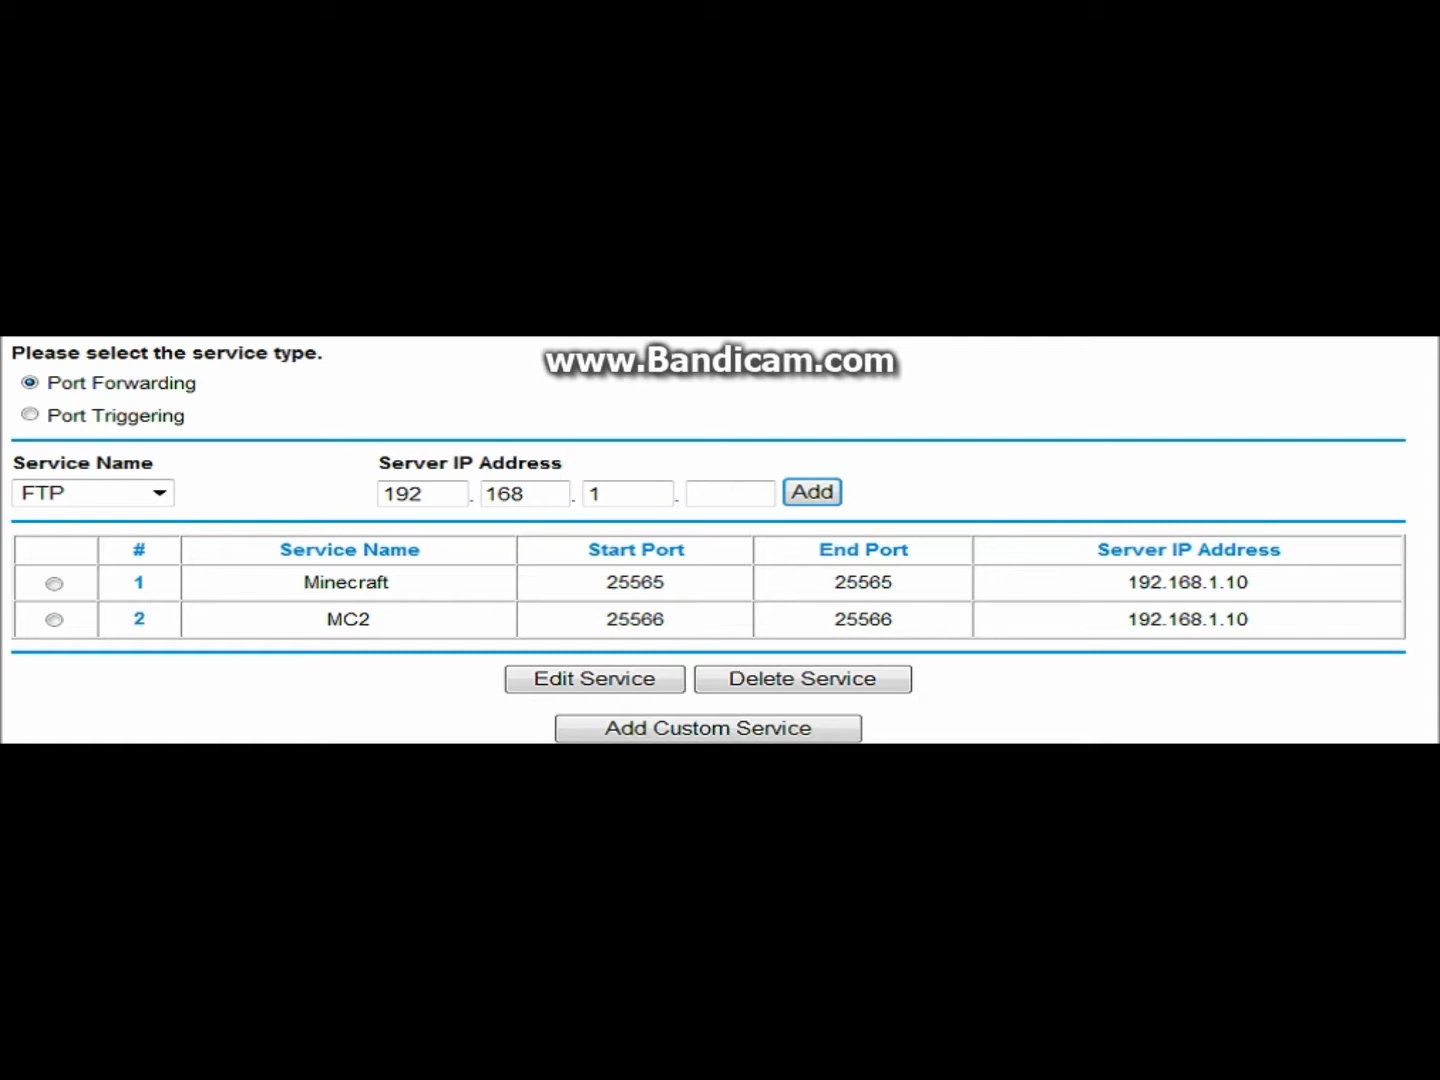 Please select the service type.
www.Bandicam.com
Port Forwarding
Port Triggering
Service Name Server IP Address
FTP 192 . 168 . 1 . Add
# Service Name Start Port End Port Server IP Address
1 Minecraft 25565 25565 192.168.1.10
2 MC2 25566 25566 192.168.1.10
Edit Service Delete Service
Add Custom Service